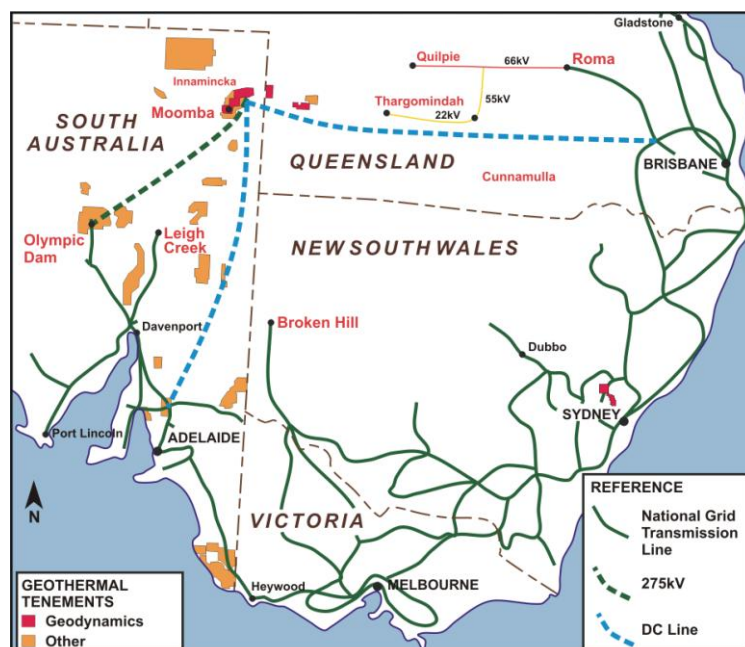 Gladstone
Quilpie
66kV
Roma
Innamincka
Moomba
Thargomindah
55kV
22kV
SOUTH
AUSTRALIA
QUEENSLAND
BRISBANE
Cunnamulla
Olympic
Dam
Leigh
Creek
NEW SOUTH WALES
Davenport
Broken Hill
Dubbo
SYDNEY
Port Lincoln
ADELAIDE
N
VICTORIA
Heywood
MELBOURNE
GEOTHERMAL
TENEMENTS
Geodynamics
Other
REFERENCE
National Grid
Transmission
Line
275kV
DC Line